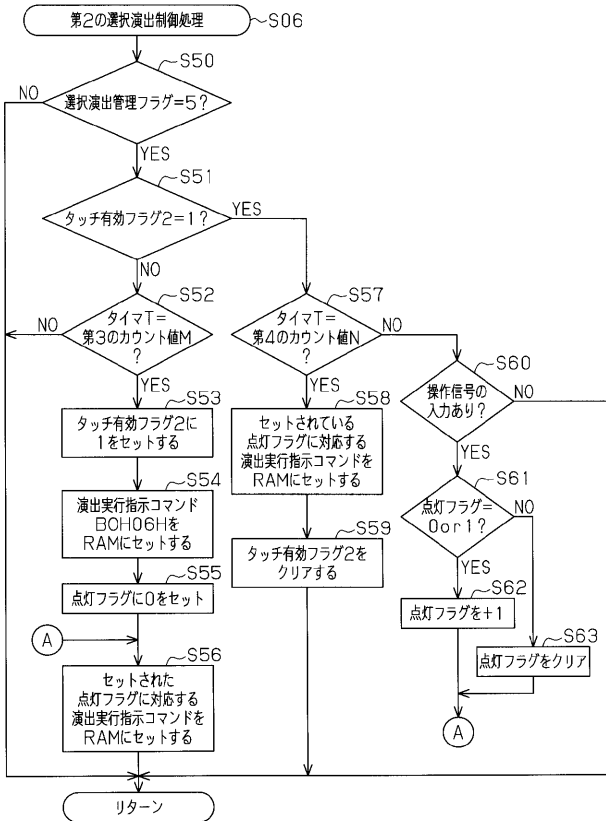 第2の選択演出制御処理
S06
S50
選択演出管理フラグ=5?
NO
YES
S51
タッチ有効フラグ2=1?
YES
NO
S52
タイマT=
第3のカウント値M
?
NO
YES
S53
タッチ有効フラグ2に
1をセットする
S54
演出実行指示コマンド
BOH06Hを
RAMにセットする
S55
点灯フラグに0をセット
A
S56
セットされた
点灯フラグに対応する
演出実行指示コマンドを
RAMにセットする
リターン
S57
タイマT=
第4のカウント値N
?
NO
YES
S58
セットされている
点灯フラグに対応する
演出実行指示コマンドを
RAMにセットする
S59
タッチ有効フラグ2を
クリアする
S60
操作信号の
入力あり?
NO
YES
S61
点灯フラグ=
0or1?
NO
YES
S62
点灯フラグを+1
S63
点灯フラグをクリア
A